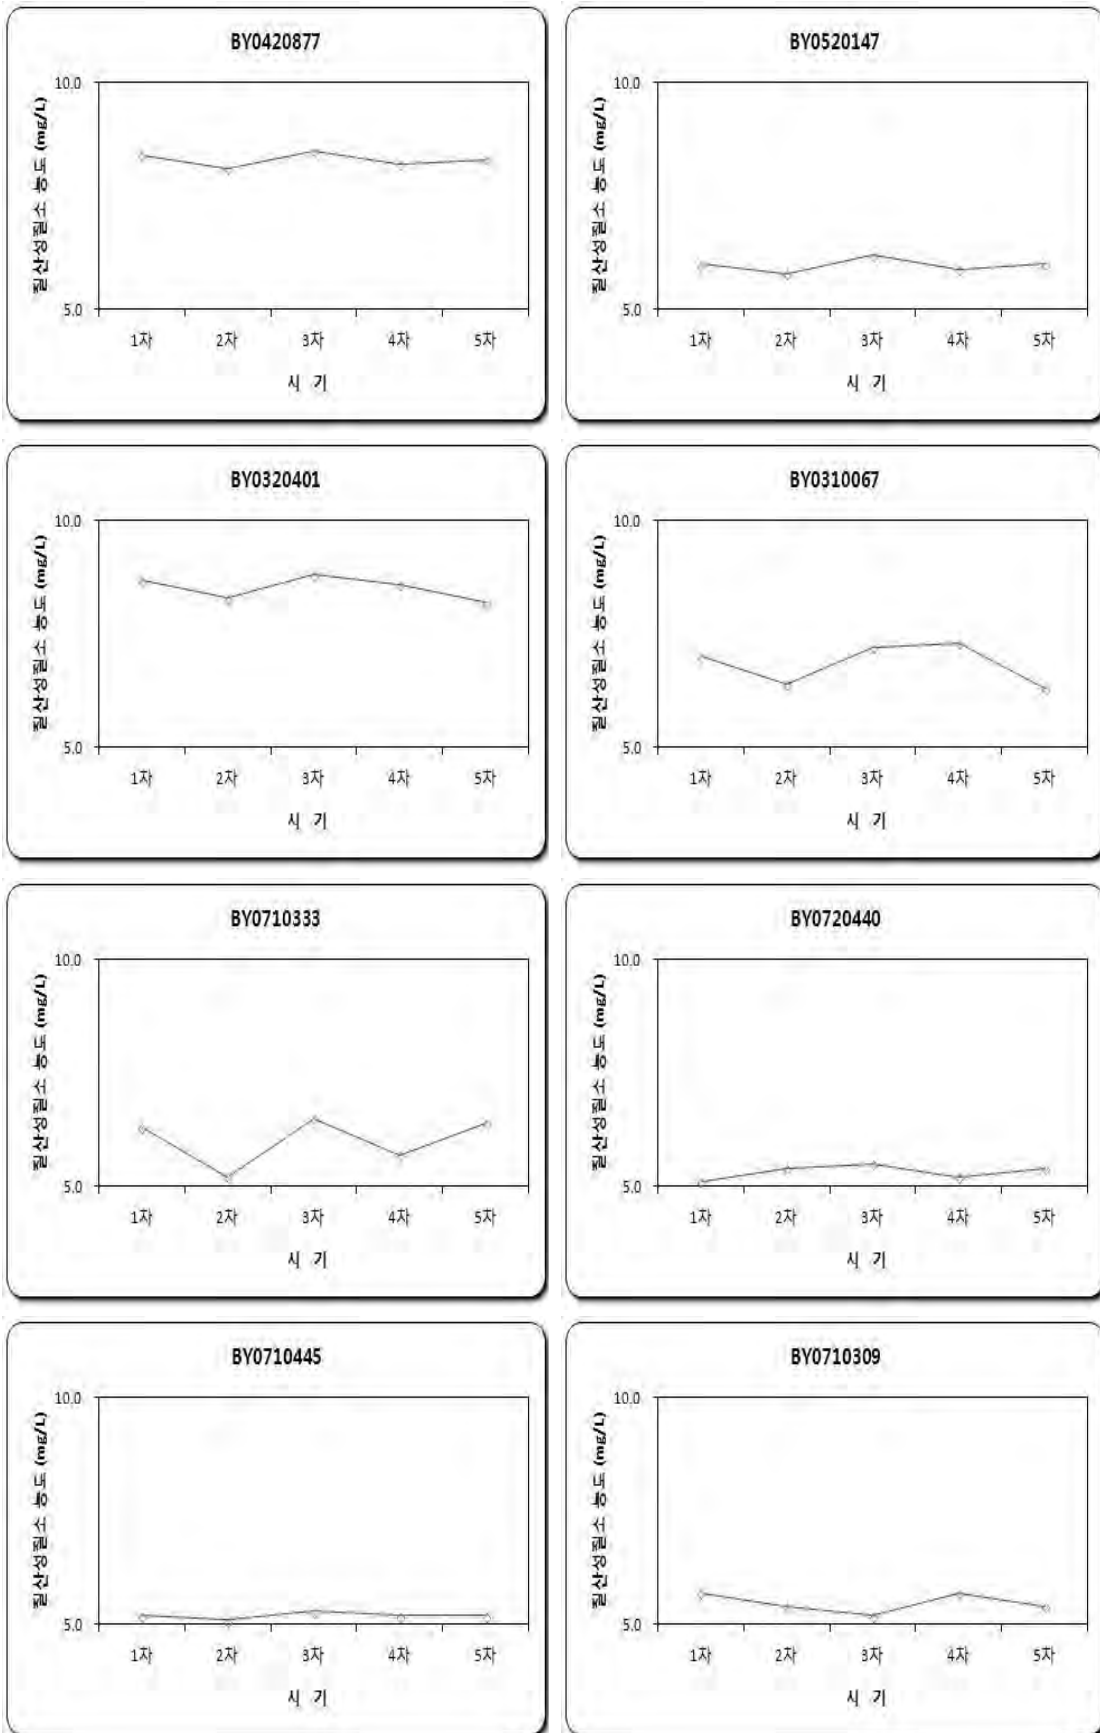 BY0420877
질산성질소 농도 (mg/L)
10.0
5.0
1차 2차 3차 4차 5차
시 기
BY0520147
질산성질소 농도 (mg/L)
10.0
5.0
1차 2차 3차 4차 5차
시 기
BY0320401
질산성질소 농도 (mg/L)
10.0
5.0
1차 2차 3차 4차 5차
시 기
BY0310067
질산성질소 농도 (mg/L)
10.0
5.0
1차 2차 3차 4차 5차
시 기
BY0710333
질산성질소 농도 (mg/L)
10.0
5.0
1차 2차 3차 4차 5차
시 기
BY0720440
질산성질소 농도 (mg/L)
10.0
5.0
1차 2차 3차 4차 5차
시 기
BY0710445
질산성질소 농도 (mg/L)
10.0
5.0
1차 2차 3차 4차 5차
시 기
BY0710309
질산성질소 농도 (mg/L)
10.0
5.0
1차 2차 3차 4차 5차
시 기